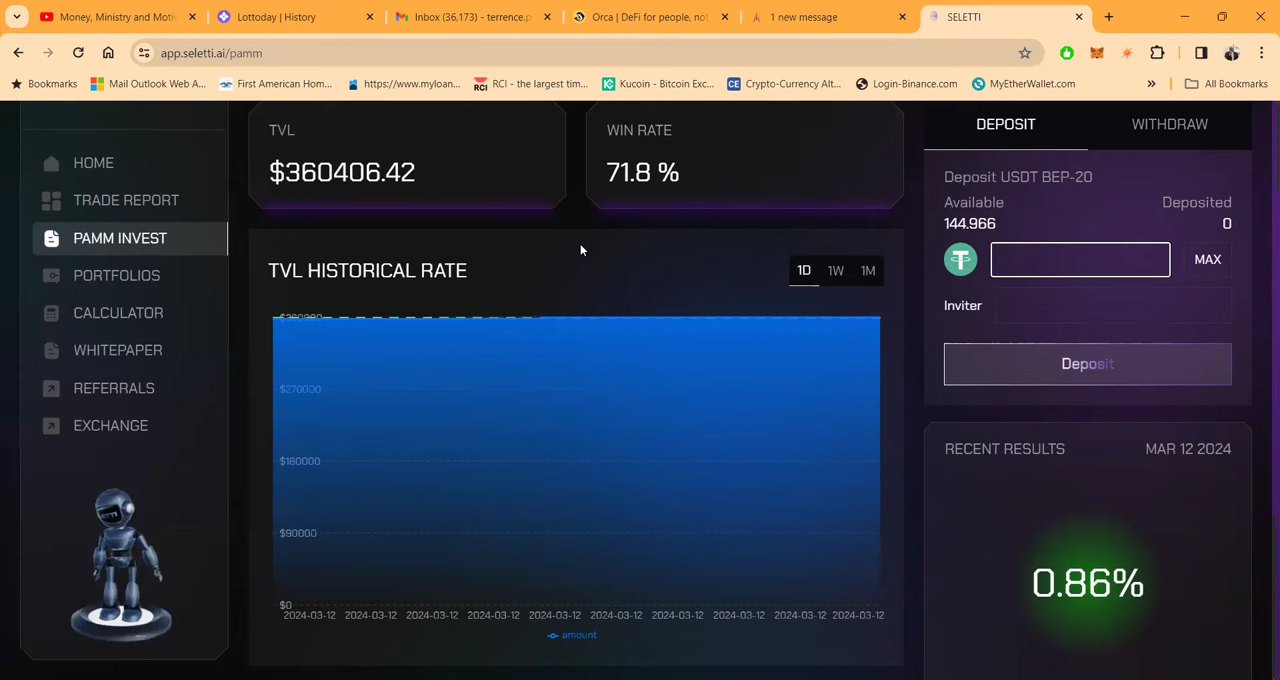 Money, Ministry and Moti
Lottoday | History
Inbox (36,173) - terrence.p
Orca | DeFi for people, not
1 new message
SELETTI
app.seletti.ai/pamm
Bookmarks
Mail Outlook Web A...
First American Hom...
https://www.myloan...
RCI - the largest tim...
Kucoin - Bitcoin Exc...
Crypto-Currency Alt...
Login-Binance.com
MyEtherWallet.com
»
All Bookmarks
HOME
TRADE REPORT
PAMM INVEST
PORTFOLIOS
CALCULATOR
WHITEPAPER
REFERRALS
EXCHANGE
TVL
$360406.42
WIN RATE
71.8 %
TVL HISTORICAL RATE
1D 1W 1M
$360000
$270000
$180000
$90000
$0
2024-03-12 2024-03-12 2024-03-12 2024-03-12 2024-03-12 2024-03-12 2024-03-12 2024-03-12 2024-03-12 2024-03-12
amount
DEPOSIT WITHDRAW
Deposit USDT BEP-20
Available Deposited
144.966 0
MAX
Inviter
Deposit
RECENT RESULTS MAR 12 2024
0.86%